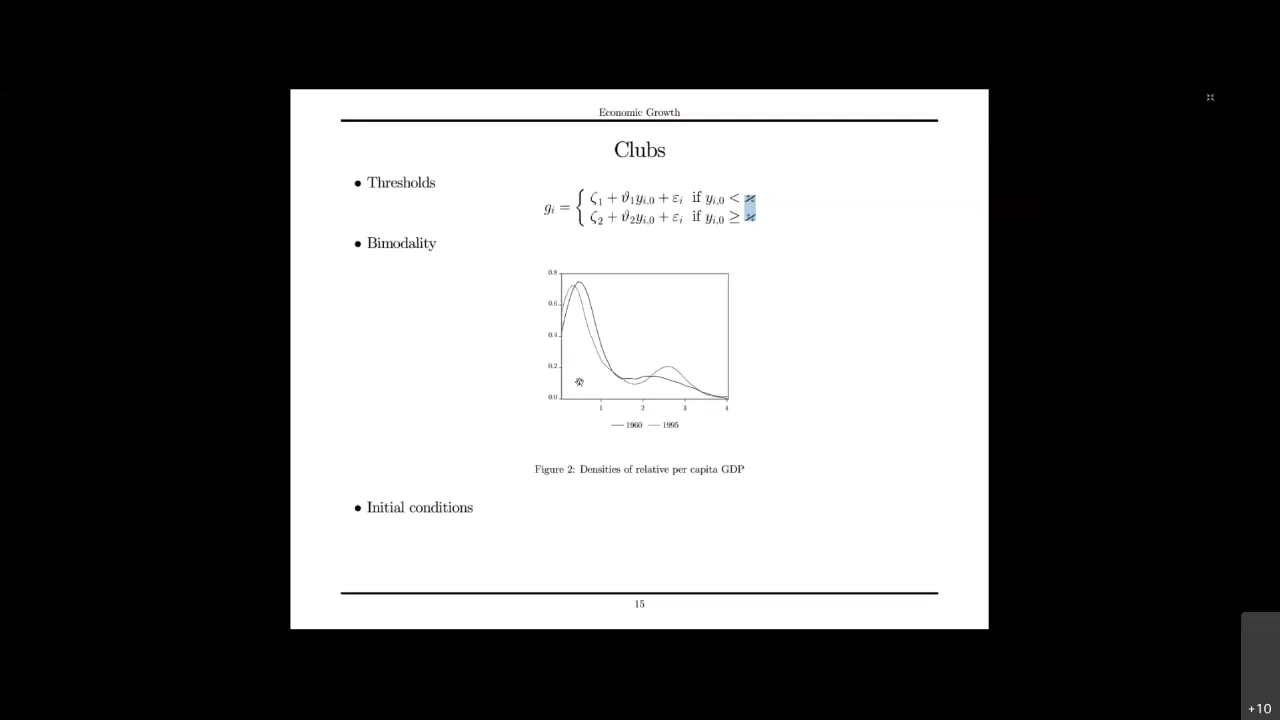 Economic Growth
Clubs
• Thresholds
g_i = { ζ_1 + ϑ_1 y_{i,0} + ε_i if y_{i,0} < ϰ
ζ_2 + ϑ_2 y_{i,0} + ε_i if y_{i,0} ≥ ϰ
• Bimodality
0.8
0.6
0.4
0.2
0.0
1 2 3 4
1960 1995
Figure 2: Densities of relative per capita GDP
• Initial conditions
15
+10